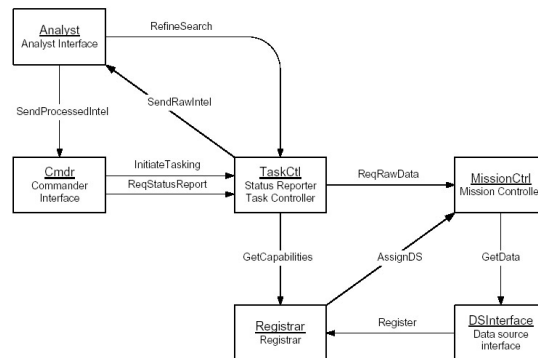 Analyst
Analyst Interface
RefineSearch
SendRawIntel
SendProcessedIntel
Cmdr
Commander
Interface
InitiateTasking
ReqStatusReport
TaskCtl
Status Reporter
Task Controller
ReqRawData
MissionCtrl
Mission Controller
GetCapabilities
AssignDS
GetData
Registrar
Registrar
Register
DSInterface
Data source
interface